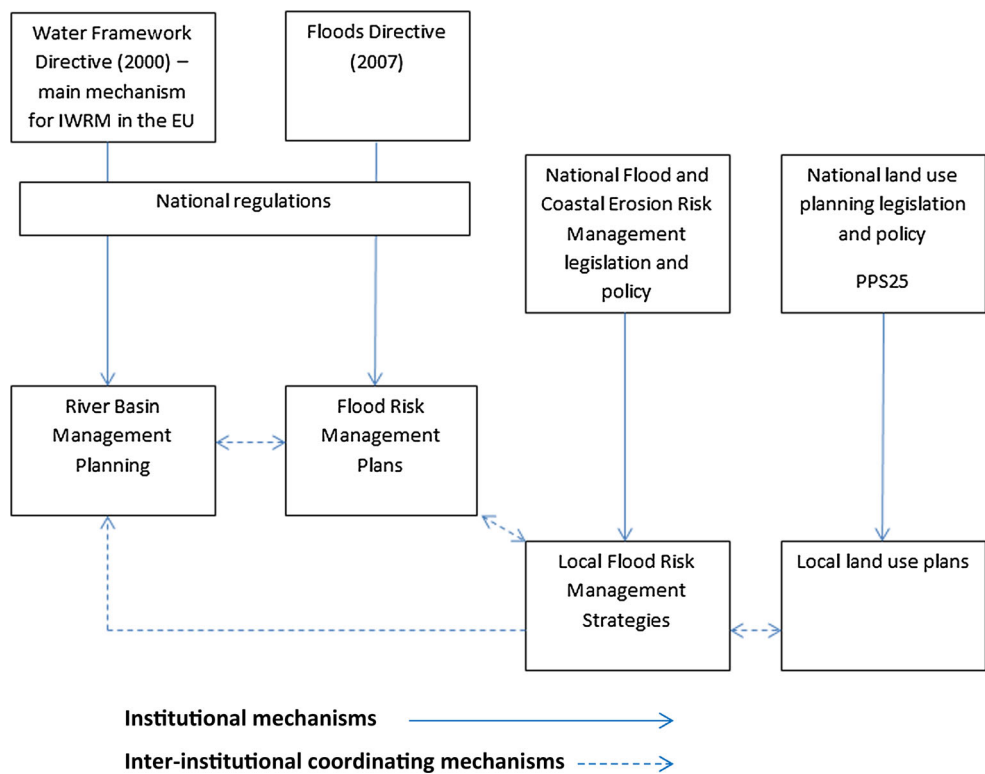 Water Framework
Directive (2000) –
main mechanism
for IWRM in the EU
Floods Directive
(2007)
National regulations
National Flood and
Coastal Erosion Risk
Management
legislation and
policy
National land use
planning legislation
and policy
PPS25
River Basin
Management
Planning
Flood Risk
Management
Plans
Local Flood Risk
Management
Strategies
Local land use plans
Institutional mechanisms
Inter-institutional coordinating mechanisms